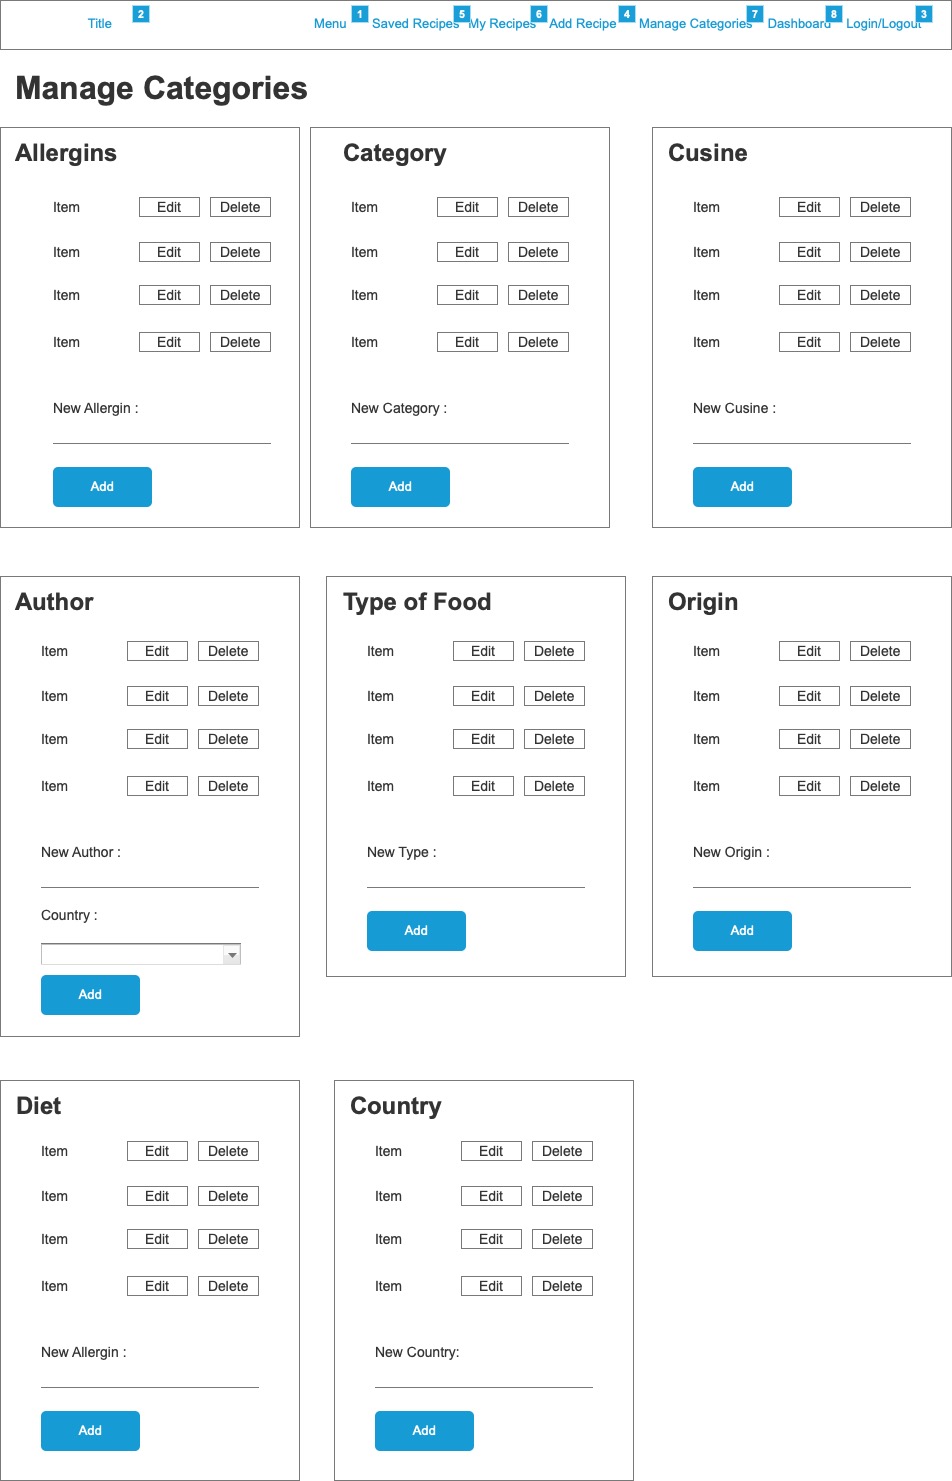 Title 2 Menu 1 Saved Recipes 5 My Recipes 6 Add Recipe 4 Manage Categories 7 Dashboard 8 Login/Logout 3
Manage Categories
Allergins
Item Edit Delete
Item Edit Delete
Item Edit Delete
Item Edit Delete
New Allergin :
Add
Category
Item Edit Delete
Item Edit Delete
Item Edit Delete
Item Edit Delete
New Category :
Add
Cusine
Item Edit Delete
Item Edit Delete
Item Edit Delete
Item Edit Delete
New Cusine :
Add
Author
Item Edit Delete
Item Edit Delete
Item Edit Delete
Item Edit Delete
New Author :
Country :
Add
Type of Food
Item Edit Delete
Item Edit Delete
Item Edit Delete
Item Edit Delete
New Type :
Add
Origin
Item Edit Delete
Item Edit Delete
Item Edit Delete
Item Edit Delete
New Origin :
Add
Diet
Item Edit Delete
Item Edit Delete
Item Edit Delete
Item Edit Delete
New Allergin :
Add
Country
Item Edit Delete
Item Edit Delete
Item Edit Delete
Item Edit Delete
New Country:
Add